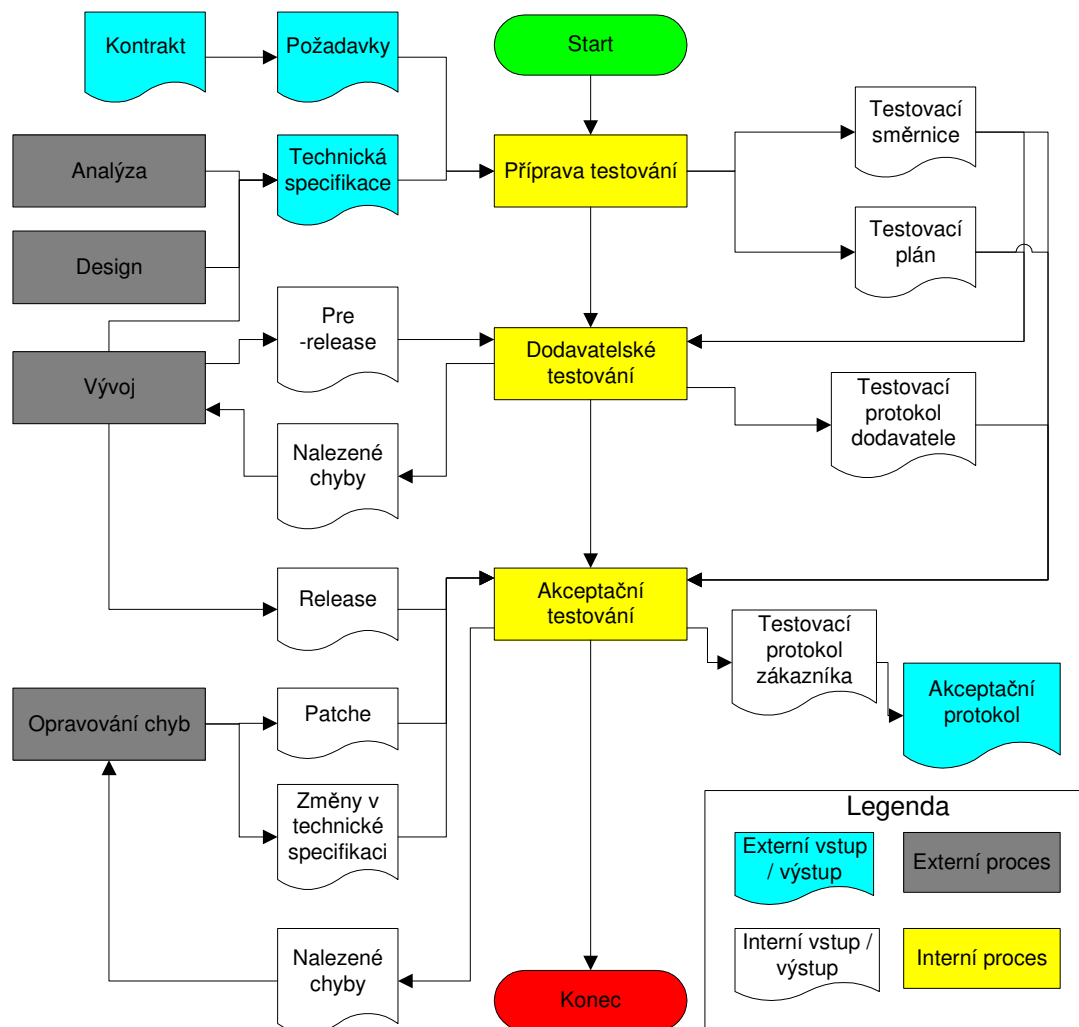 Kontrakt
Požadavky
Start
Testovací
směrnice
Analýza
Technická
specifikace
Příprava testování
Design
Testovací
plán
Pre
-release
Vývoj
Dodavatelské
testování
Testovací
protokol
dodavatele
Nalezené
chyby
Release
Akceptační
testování
Testovací
protokol
zákazníka
Akceptační
protokol
Opravování chyb
Patche
Změny v
technické
specifikaci
Nalezené
chyby
Konec
Legenda
Externí vstup
/ výstup
Externí proces
Interní vstup /
výstup
Interní proces